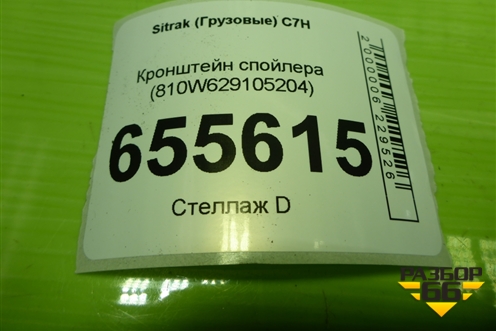 Sitrak (Грузовые) C7H
Кронштейн спойлера
(810W629105204)
655615
Стеллаж D
2000006229526
РАЗБОР
66